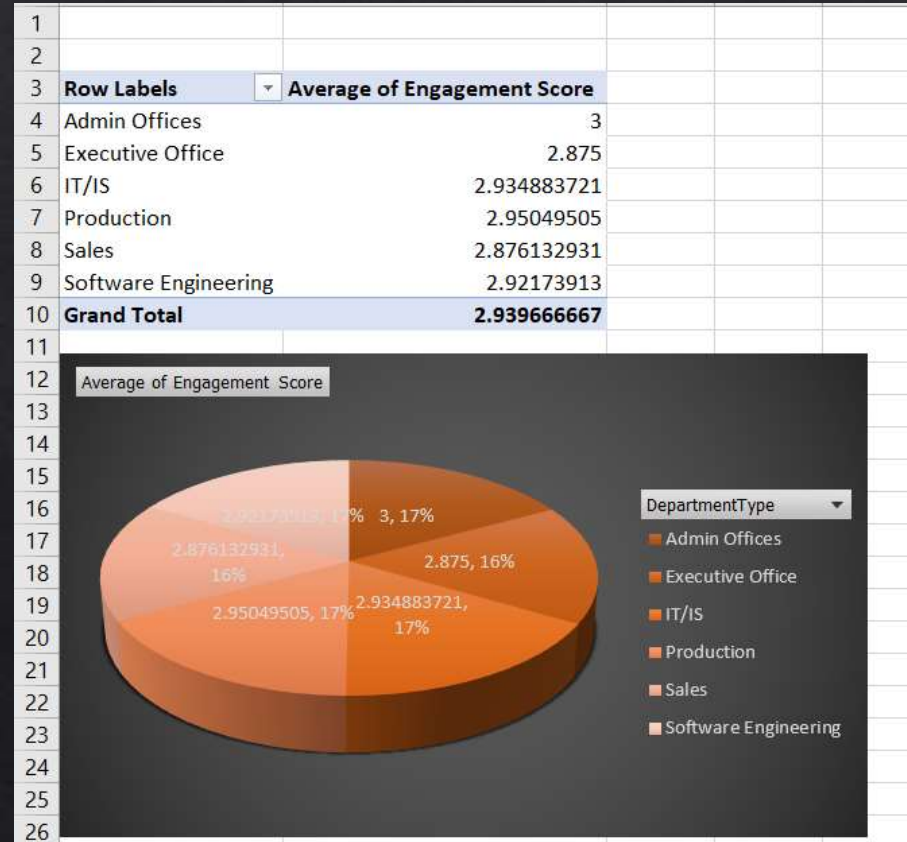 1
2
3 Row Labels Average of Engagement Score
4 Admin Offices 3
5 Executive Office 2.875
6 IT/IS 2.934883721
7 Production 2.95049505
8 Sales 2.876132931
9 Software Engineering 2.92173913
10 Grand Total 2.939666667
11
12 Average of Engagement Score
13
14
15
16 2.92173913, 17% 3, 17% DepartmentType
17 2.876132931, Admin Offices
18 16% 2.875, 16% Executive Office
19 2.95049505, 17% 2.934883721, IT/IS
20 17% Production
21 Sales
22 Software Engineering
23
24
25
26